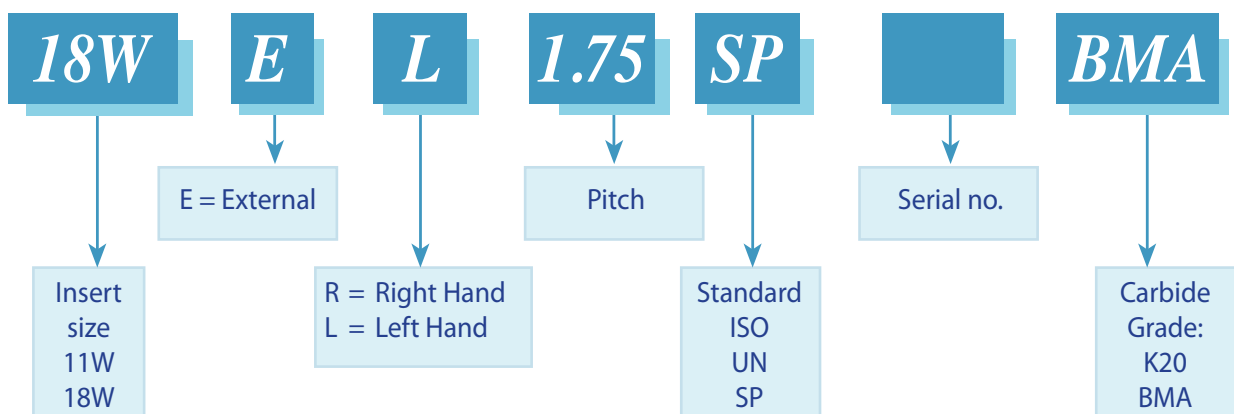 18W E L 1.75 SP BMA
E = External
Pitch
Serial no.
Insert
size
11W
18W
R = Right Hand
L = Left Hand
Standard
ISO
UN
SP
Carbide
Grade:
K20
BMA